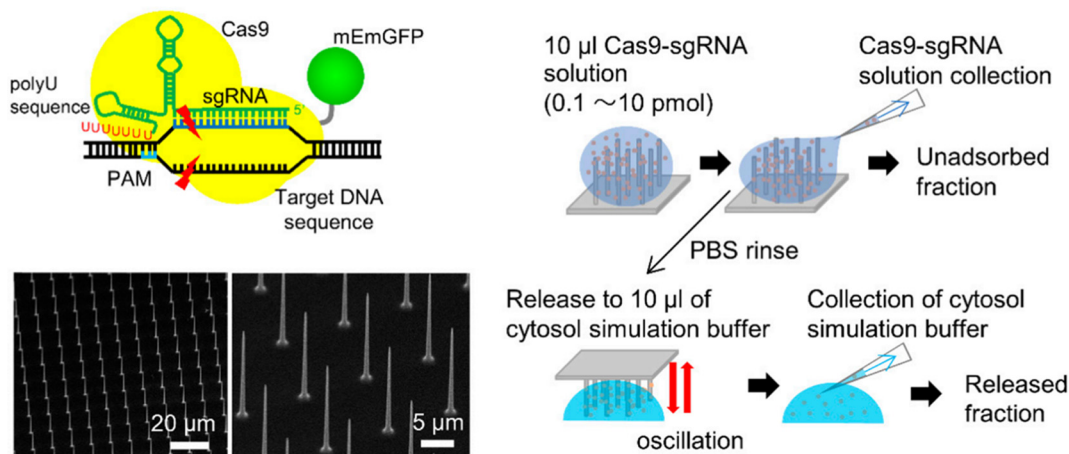 Cas9
mEmGFP
polyU
sequence
sgRNA
5'
UUUUUUU
PAM
Target DNA
sequence
20 μm
5 μm
10 μl Cas9-sgRNA
solution
(0.1 ~10 pmol)
Cas9-sgRNA
solution collection
Unadsorbed
fraction
PBS rinse
Release to 10 μl of
cytosol simulation buffer
Collection of cytosol
simulation buffer
oscillation
Released
fraction